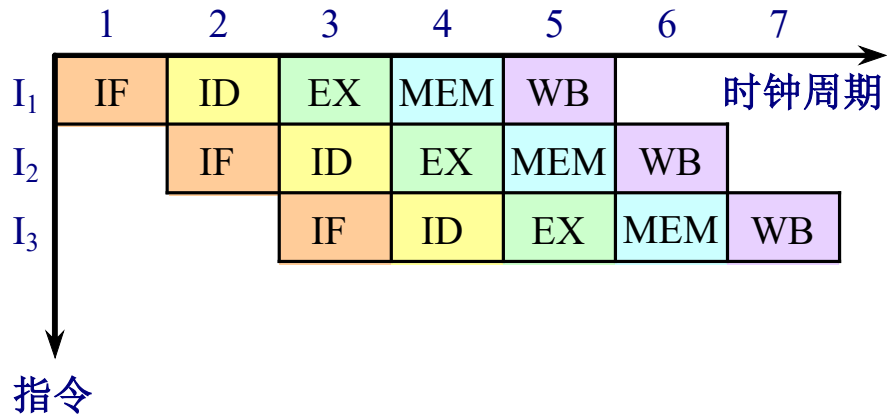 1 2 3 4 5 6 7
I₁ IF ID EX MEM WB 时钟周期
I₂ IF ID EX MEM WB
I₃ IF ID EX MEM WB
指令